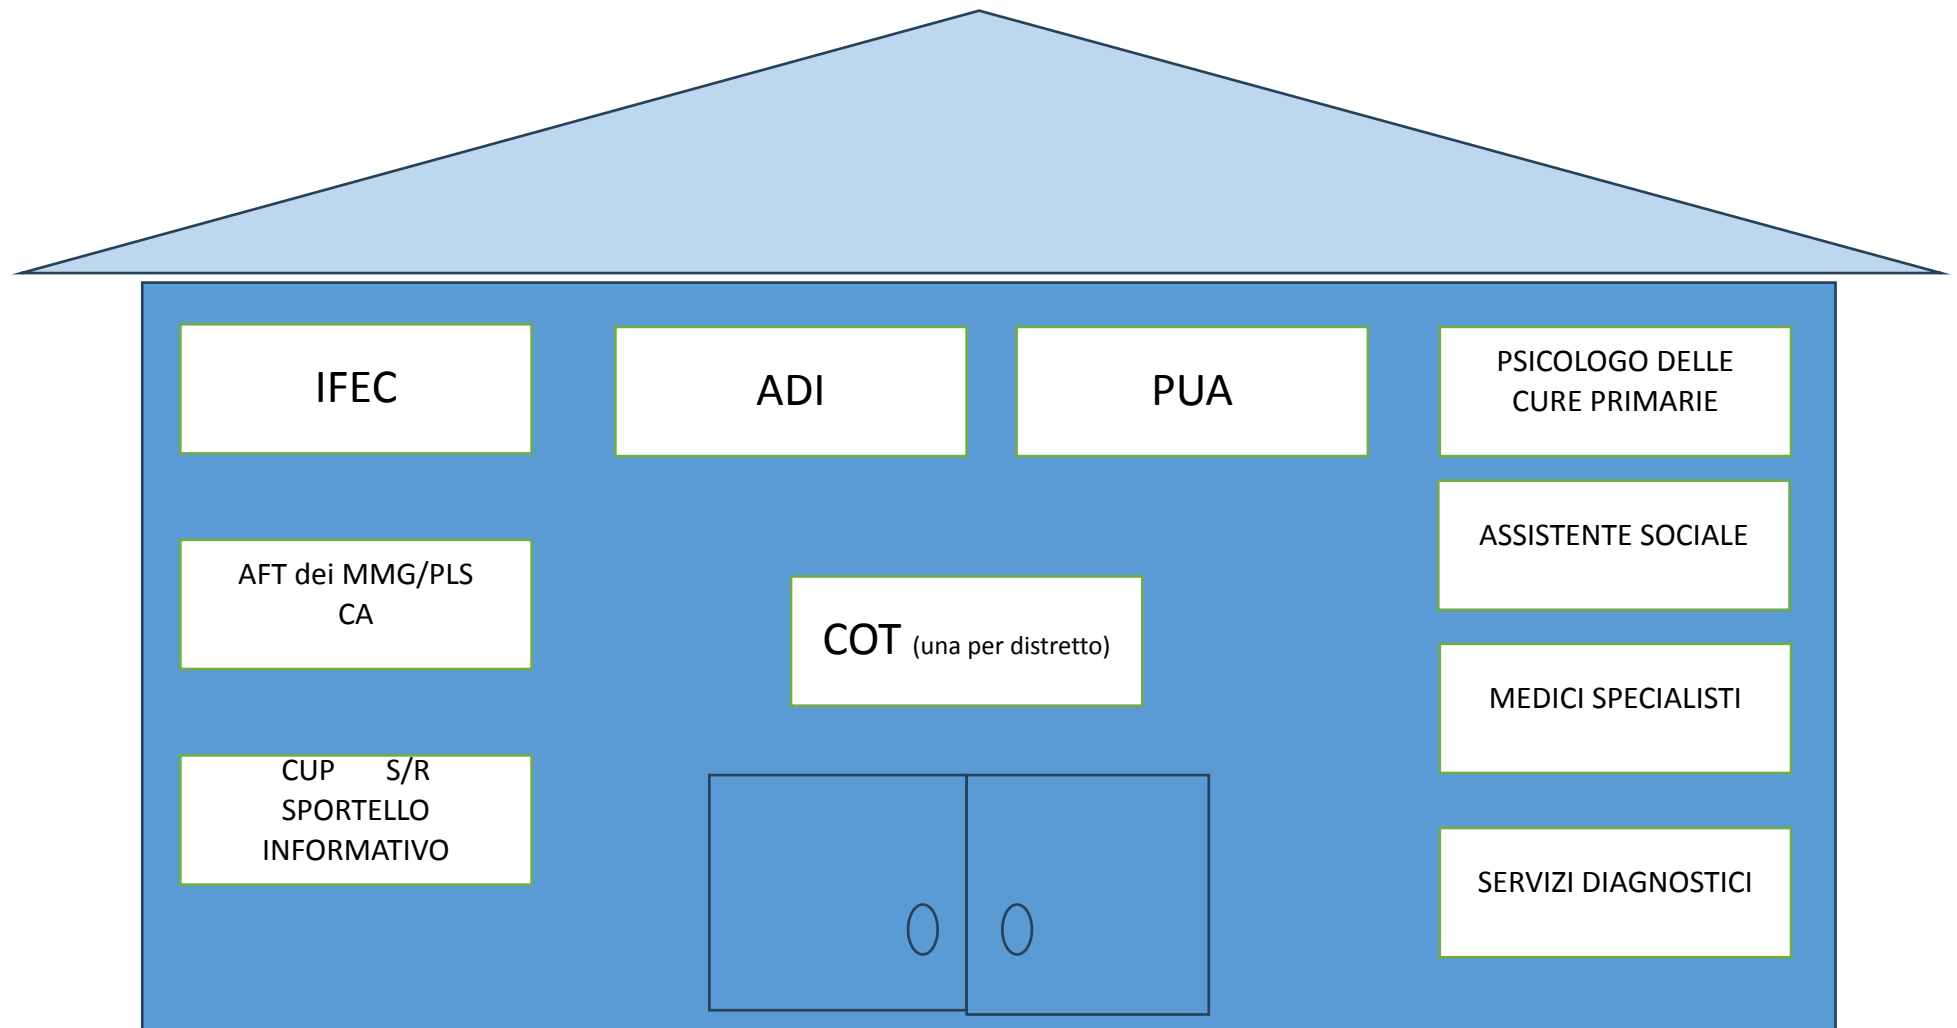 IFEC
ADI
PUA
PSICOLOGO DELLE
CURE PRIMARIE
ASSISTENTE SOCIALE
AFT dei MMG/PLS
CA
COT (una per distretto)
MEDICI SPECIALISTI
CUP S/R
SPORTELLO
INFORMATIVO
SERVIZI DIAGNOSTICI